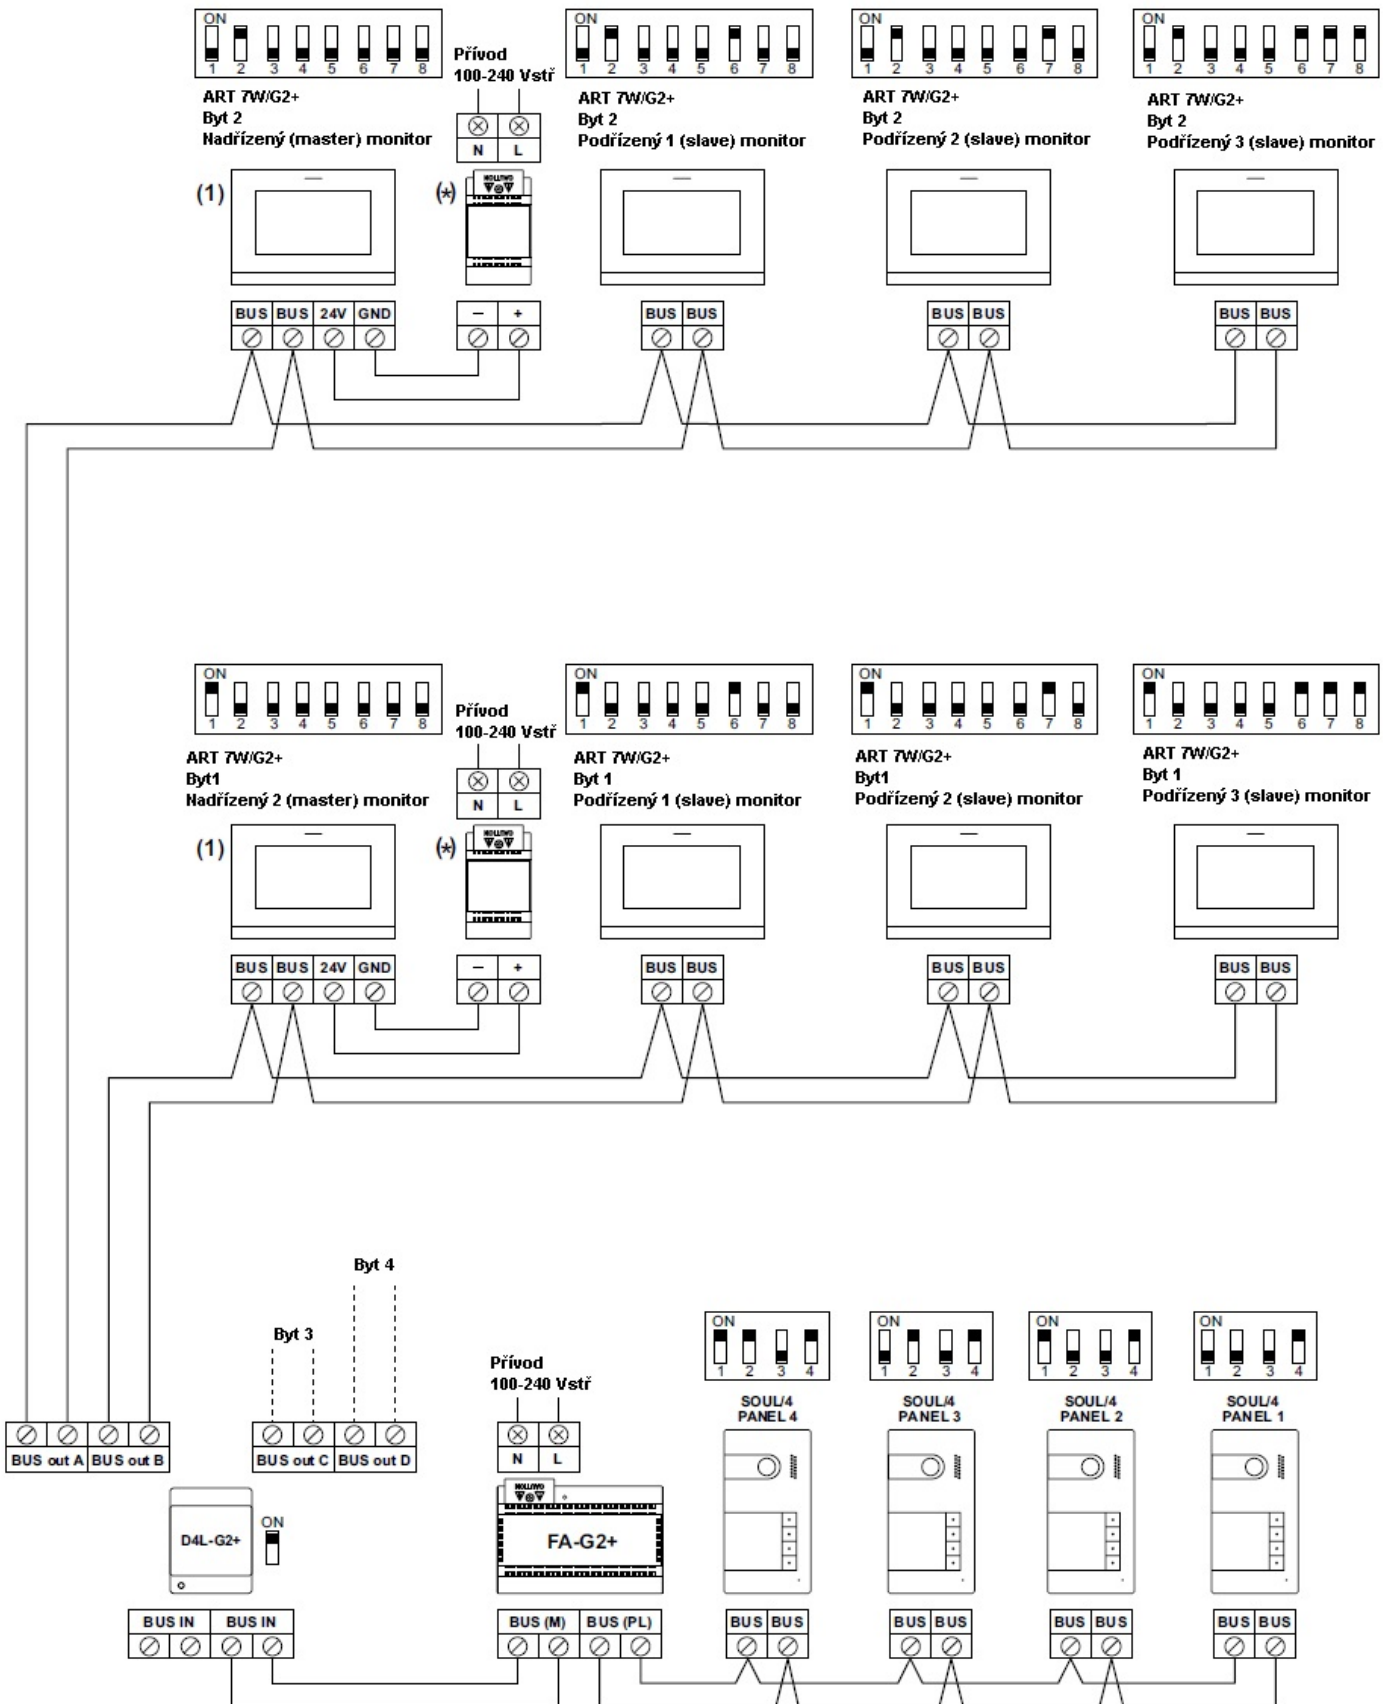 ON ON ON ON
1 2 3 4 5 6 7 8 1 2 3 4 5 6 7 8 1 2 3 4 5 6 7 8 1 2 3 4 5 6 7 8
Přívod
100-240 Vstř
ART 7W/G2+
Byt 2
Nadřízený (master) monitor
ART 7W/G2+
Byt 2
Podřízený 1 (slave) monitor
ART 7W/G2+
Byt 2
Podřízený 2 (slave) monitor
ART 7W/G2+
Byt 2
Podřízený 3 (slave) monitor
N L
(1) (*)
CAUTION
BUS BUS 24V GND − + BUS BUS BUS BUS BUS BUS
ON ON ON ON
1 2 3 4 5 6 7 8 1 2 3 4 5 6 7 8 1 2 3 4 5 6 7 8 1 2 3 4 5 6 7 8
Přívod
100-240 Vstř
ART 7W/G2+
Byt1
Nadřízený 2 (master) monitor
ART 7W/G2+
Byt 1
Podřízený 1 (slave) monitor
ART 7W/G2+
Byt1
Podřízený 2 (slave) monitor
ART 7W/G2+
Byt 1
Podřízený 3 (slave) monitor
N L
(1) (*)
CAUTION
BUS BUS 24V GND − + BUS BUS BUS BUS BUS BUS
Byt 4
Byt 3
Přívod
100-240 Vstř
ON ON ON ON
1 2 3 4 1 2 3 4 1 2 3 4 1 2 3 4
SOUL/4
PANEL 4
SOUL/4
PANEL 3
SOUL/4
PANEL 2
SOUL/4
PANEL 1
BUS out A BUS out B BUS out C BUS out D N L
CAUTION
D4L-G2+ ON FA-G2+
BUS IN BUS IN BUS (M) BUS (PL) BUS BUS BUS BUS BUS BUS BUS BUS